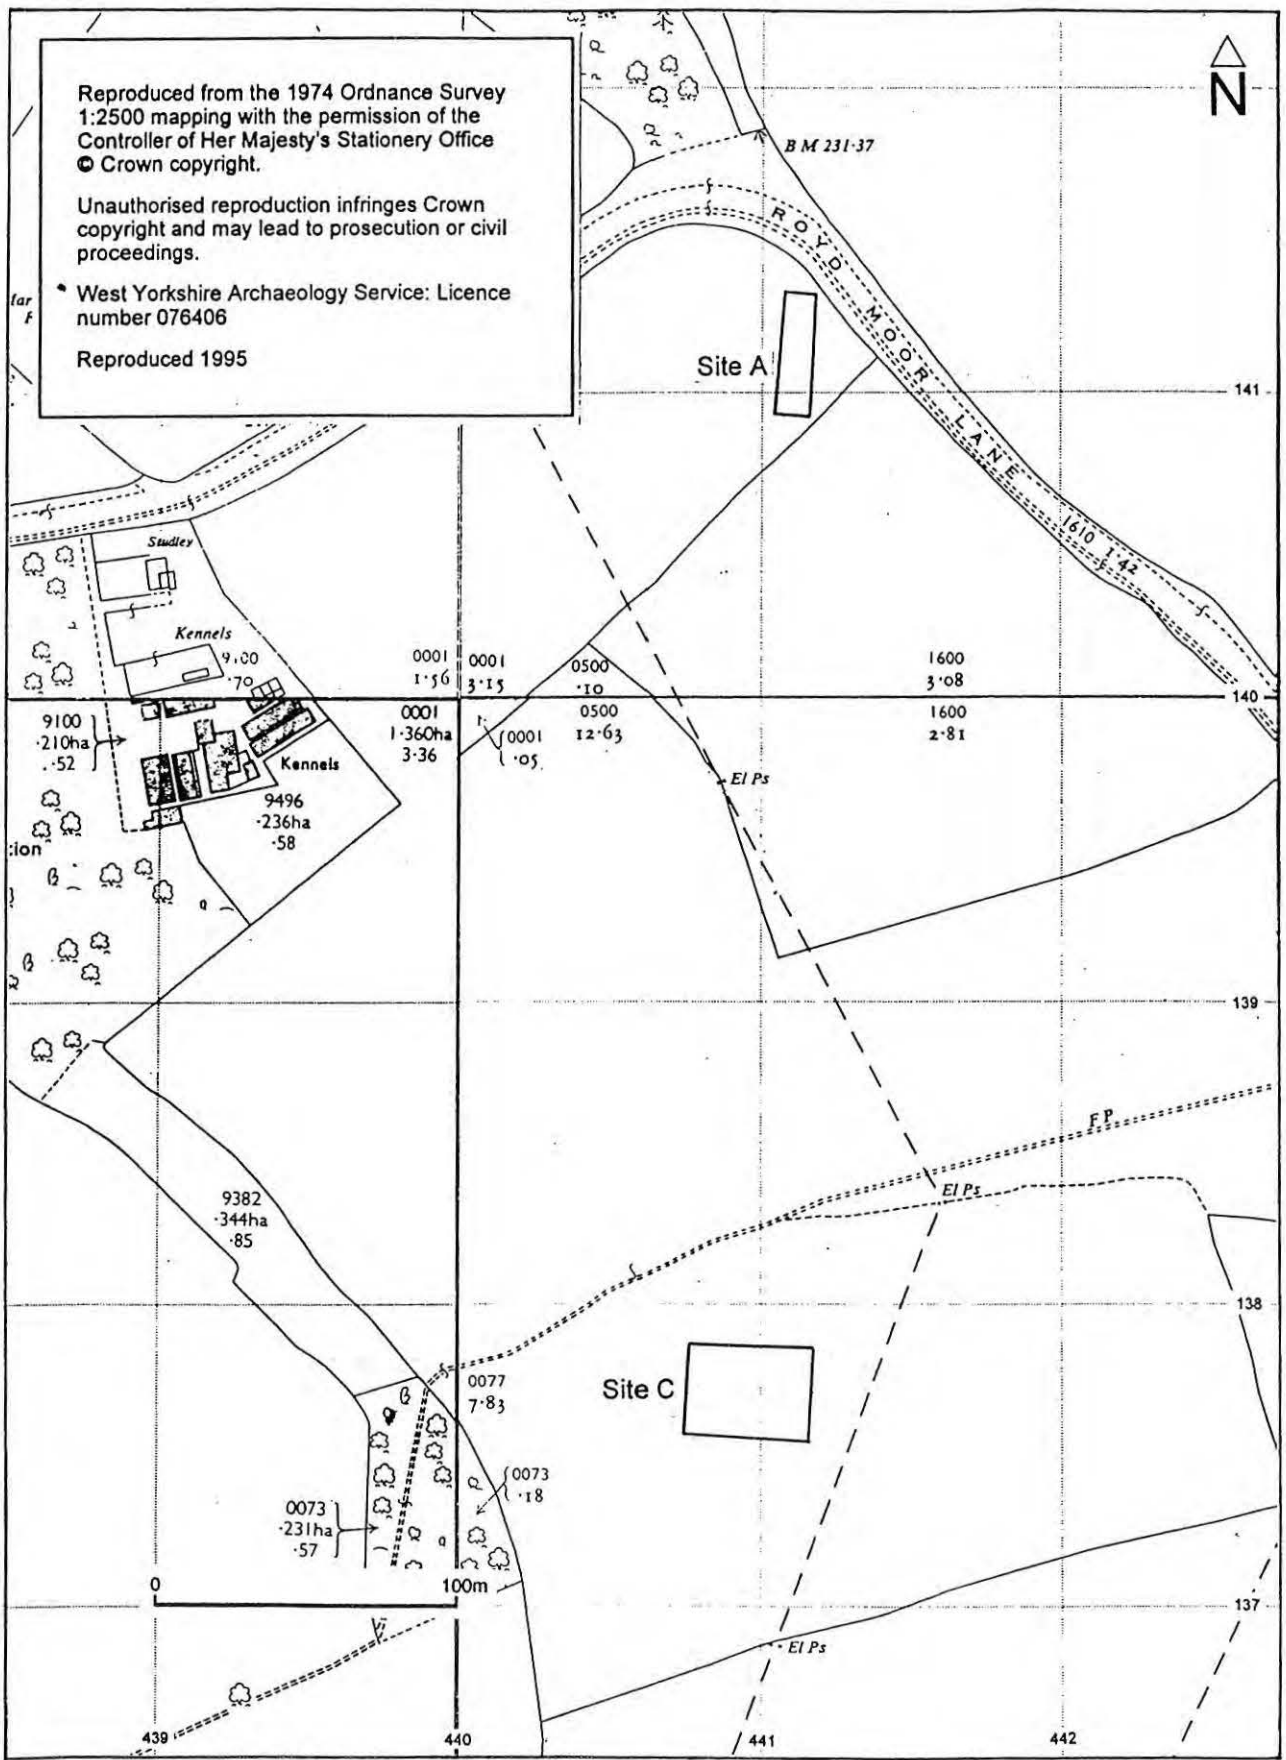 Reproduced from the 1974 Ordnance Survey
1:2500 mapping with the permission of the
Controller of Her Majesty's Stationery Office
© Crown copyright.
Unauthorised reproduction infringes Crown
copyright and may lead to prosecution or civil
proceedings.
West Yorkshire Archaeology Service: Licence
number 076406
Reproduced 1995
N
B M 231·37
ROYD MOOR LANE
Site A
141
1610 1·42
Studley
Kennels
9100
·70
0001
1·56
0001
3·15
0500
·10
1600
3·08
140
9100
·210ha
·52
0001
1·360ha
3·36
0001
·05
0500
12·63
1600
2·81
Kennels
9496
·236ha
·58
El Ps
tion
139
F P
El Ps
9382
·344ha
·85
138
0077
7·83
Site C
0073
·18
0073
·231ha
·57
0
100m
137
El Ps
439
440
441
442